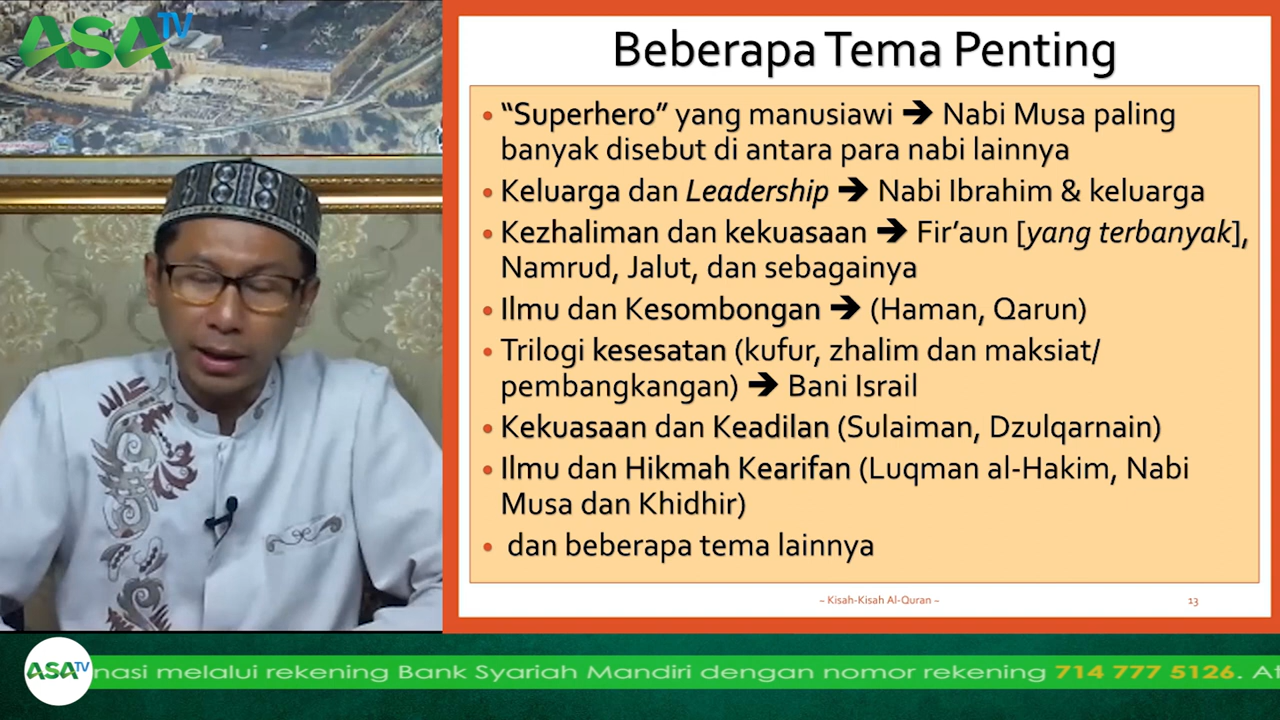 ASATV
Beberapa Tema Penting
• “Superhero” yang manusiawi ➔ Nabi Musa paling
banyak disebut di antara para nabi lainnya
• Keluarga dan Leadership ➔ Nabi Ibrahim & keluarga
• Kezhaliman dan kekuasaan ➔ Fir’aun [yang terbanyak],
Namrud, Jalut, dan sebagainya
• Ilmu dan Kesombongan ➔ (Haman, Qarun)
• Trilogi kesesatan (kufur, zhalim dan maksiat/
pembangkangan) ➔ Bani Israil
• Kekuasaan dan Keadilan (Sulaiman, Dzulqarnain)
• Ilmu dan Hikmah Kearifan (Luqman al-Hakim, Nabi
Musa dan Khidhir)
• dan beberapa tema lainnya
~ Kisah-Kisah Al-Quran ~
13
ASATV
nasi melalui rekening Bank Syariah Mandiri dengan nomor rekening 714 777 5126. At